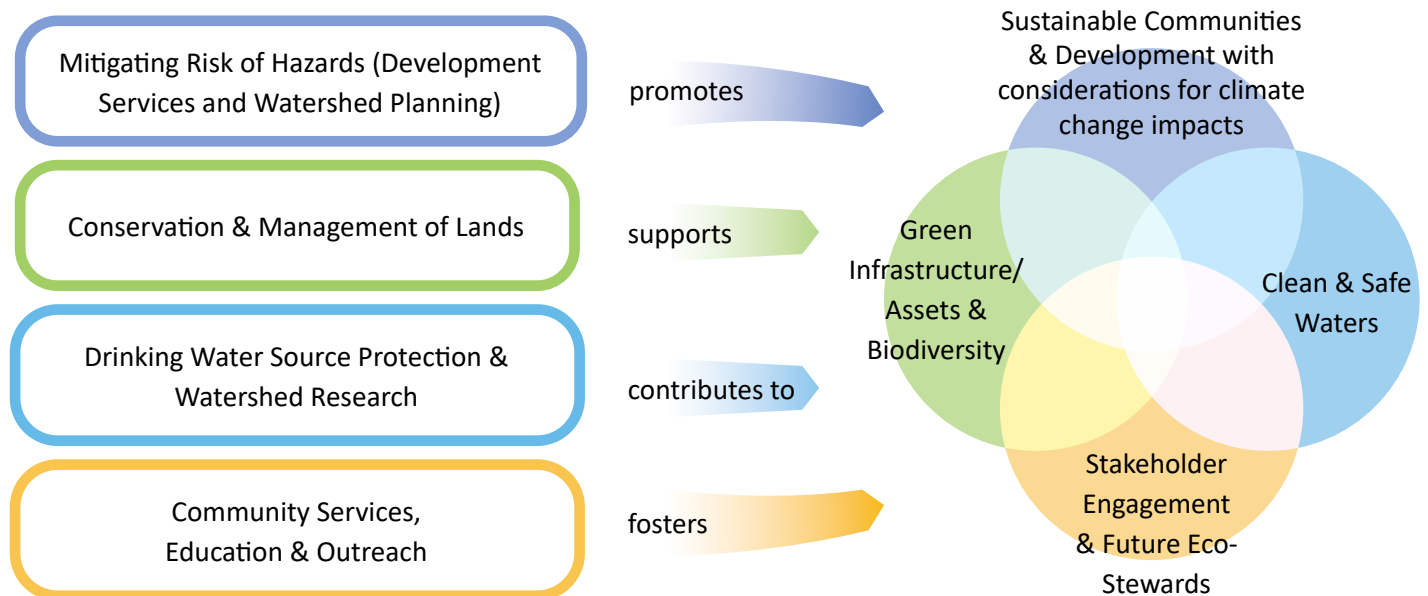 Mitigating Risk of Hazards (Development
Services and Watershed Planning)
promotes
Sustainable Communities
& Development with
considerations for climate
change impacts
Conservation & Management of Lands
supports
Green
Infrastructure/
Assets &
Biodiversity
Drinking Water Source Protection &
Watershed Research
contributes to
Clean & Safe
Waters
Community Services,
Education & Outreach
fosters
Stakeholder
Engagement
& Future Eco-
Stewards